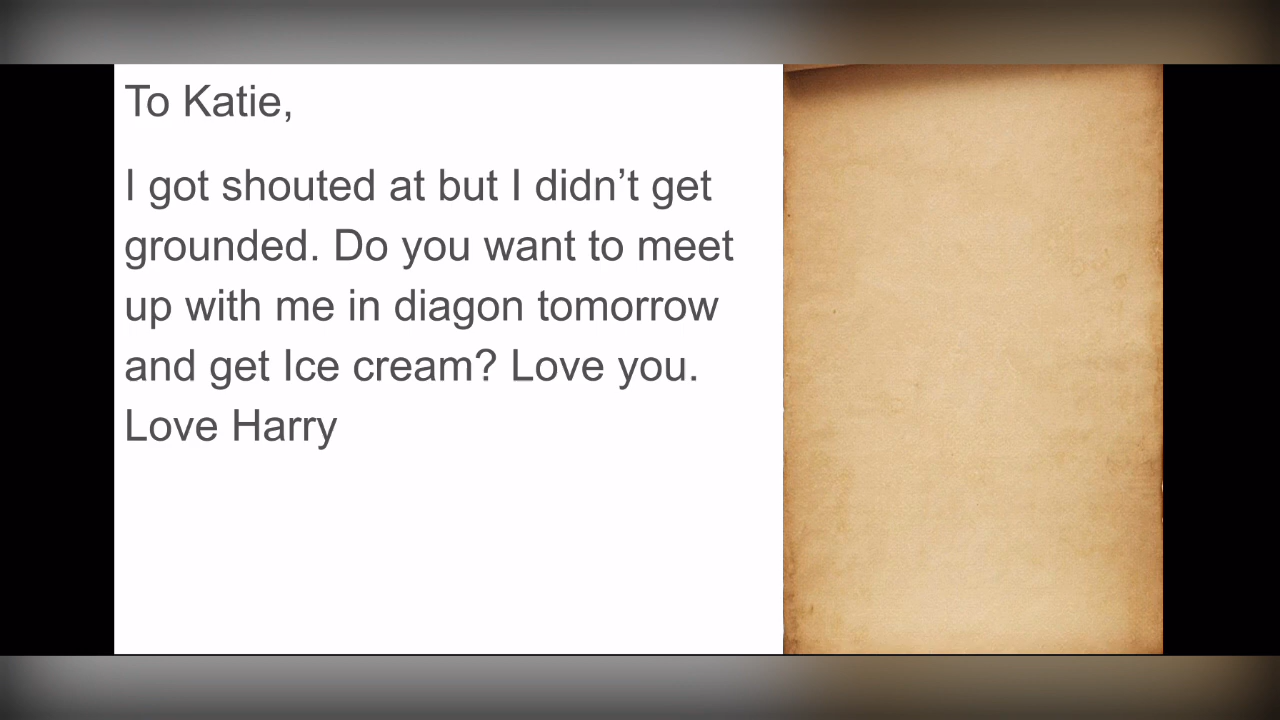 To Katie,
I got shouted at but I didn’t get
grounded. Do you want to meet
up with me in diagon tomorrow
and get Ice cream? Love you.
Love Harry